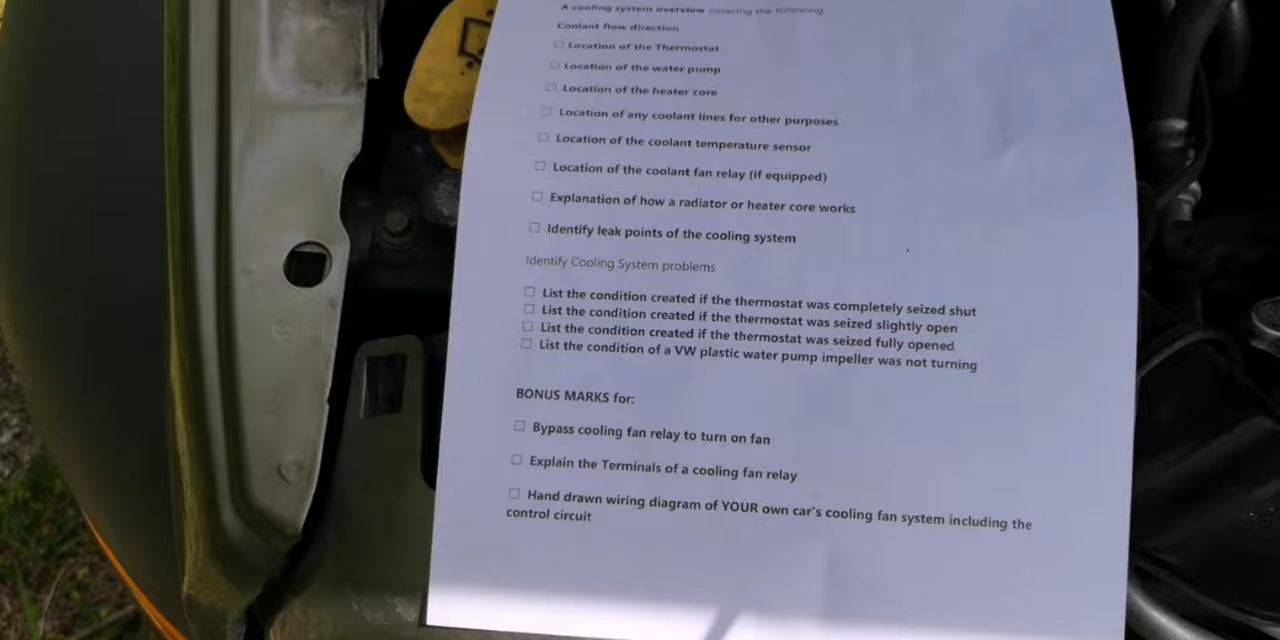 A cooling system overview covering the following:
Coolant flow direction
☐ Location of the Thermostat
☐ Location of the water pump
☐ Location of the heater core
☐ Location of any coolant lines for other purposes
☐ Location of the coolant temperature sensor
☐ Location of the coolant fan relay (if equipped)
☐ Explanation of how a radiator or heater core works
☐ Identify leak points of the cooling system
Identify Cooling System problems
☐ List the condition created if the thermostat was completely seized shut
☐ List the condition created if the thermostat was seized slightly open
☐ List the condition created if the thermostat was seized fully opened
☐ List the condition of a VW plastic water pump impeller was not turning
BONUS MARKS for:
☐ Bypass cooling fan relay to turn on fan
☐ Explain the Terminals of a cooling fan relay
☐ Hand drawn wiring diagram of YOUR own car's cooling fan system including the
control circuit